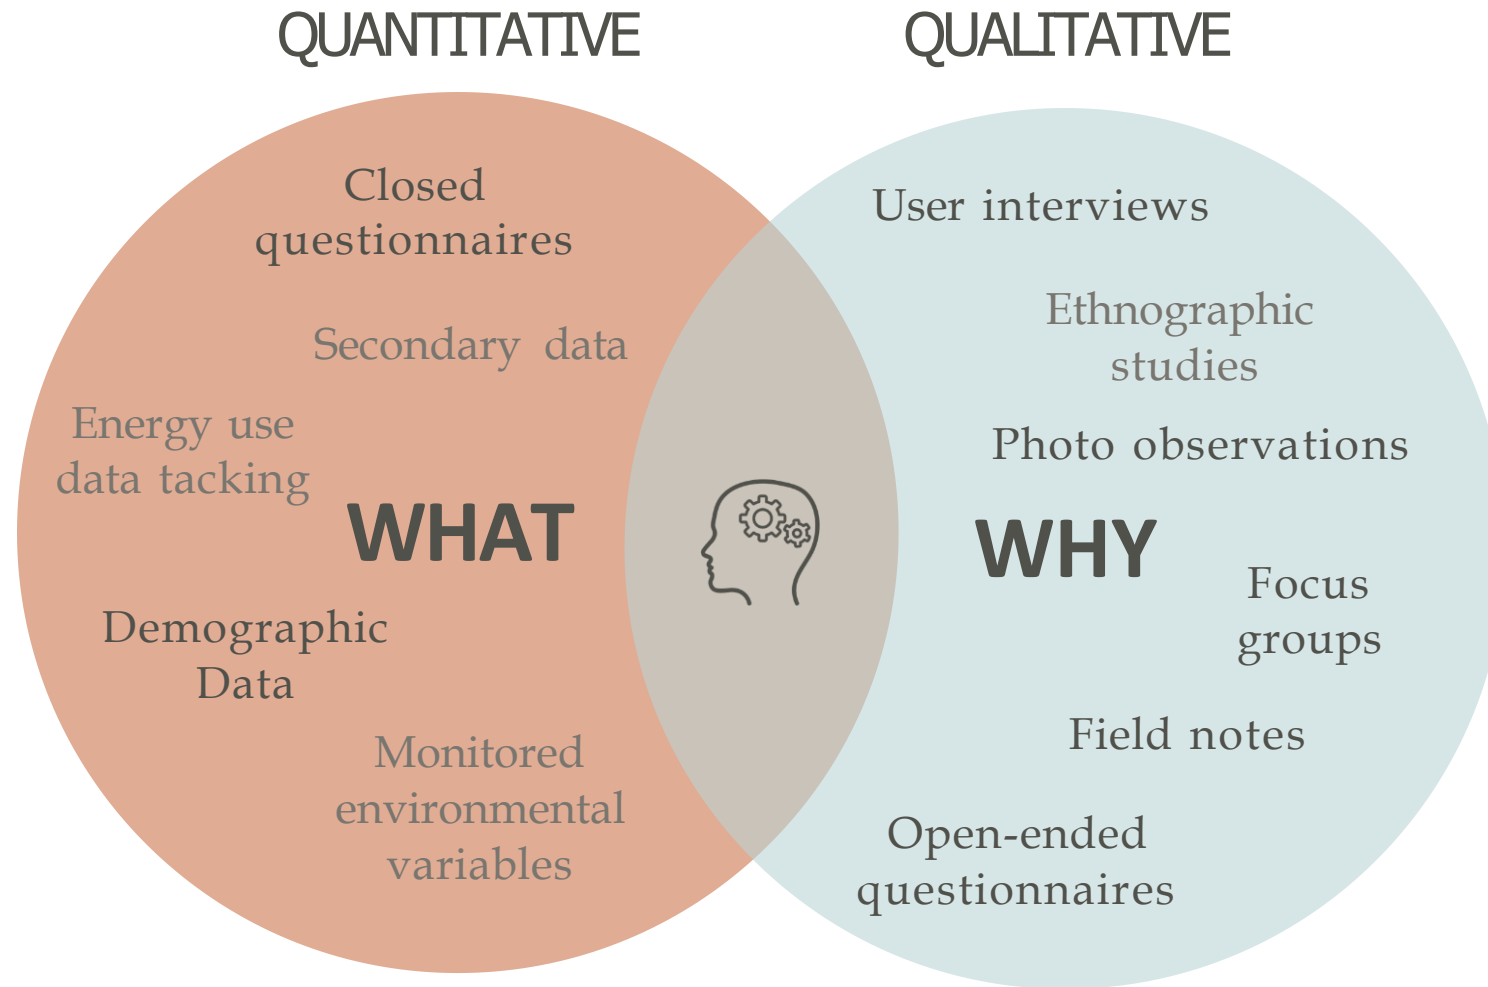 QUANTITATIVE
Closed
questionnaires
Secondary data
Energy use
data tacking
WHAT
Demographic
Data
Monitored
environmental
variables
QUALITATIVE
User interviews
Ethnographic
studies
Photo observations
WHY
Focus
groups
Field notes
Open-ended
questionnaires